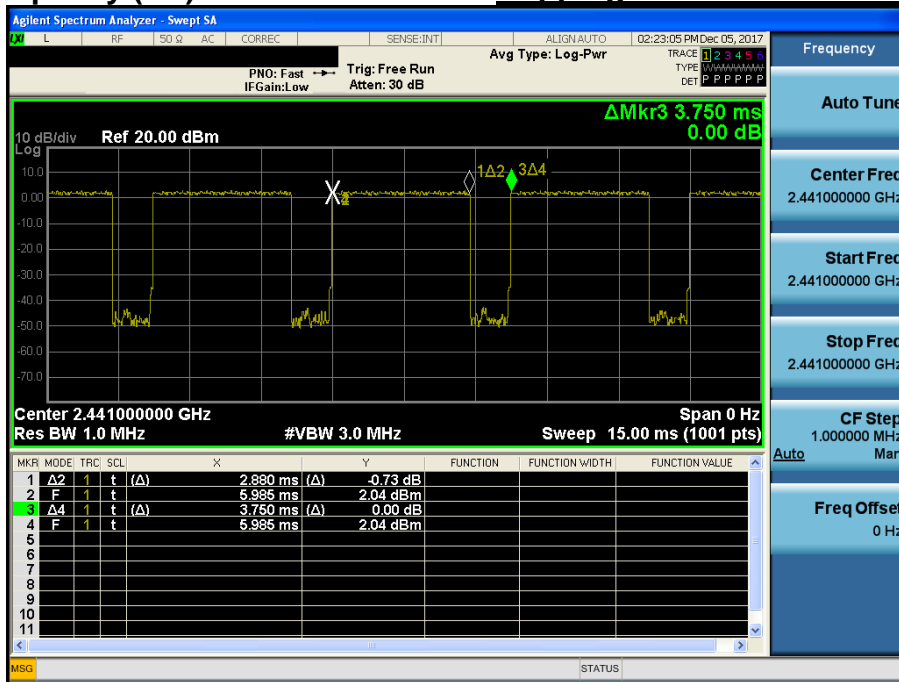 Agilent Spectrum Analyzer - Swept SA
LXI L RF 50 Ω AC CORREC SENSE:INT ALIGN AUTO 02:23:05 PM Dec 05, 2017
Avg Type: Log-Pwr TRACE 1 2 3 4 5 6
PNO: Fast Trig: Free Run TYPE WWWWWW
IFGain:Low Atten: 30 dB DET P P P P P P
ΔMkr3 3.750 ms
10 dB/div Ref 20.00 dBm 0.00 dB
Log
10.0
0.00
-10.0
-20.0
-30.0
-40.0
-50.0
-60.0
-70.0
X
1Δ2 3Δ4
Center 2.441000000 GHz Span 0 Hz
Res BW 1.0 MHz #VBW 3.0 MHz Sweep 15.00 ms (1001 pts)
MKR MODE TRC SCL X Y FUNCTION FUNCTION WIDTH FUNCTION VALUE
1 Δ2 1 t (Δ) 2.880 ms (Δ) -0.73 dB
2 F 1 t 5.985 ms 2.04 dBm
3 Δ4 1 t (Δ) 3.750 ms (Δ) 0.00 dB
4 F 1 t 5.985 ms 2.04 dBm
5
6
7
8
9
10
11
MSG STATUS
Frequency
Auto Tune
Center Freq
2.441000000 GHz
Start Freq
2.441000000 GHz
Stop Freq
2.441000000 GHz
CF Step
1.000000 MHz
Auto Man
Freq Offset
0 Hz